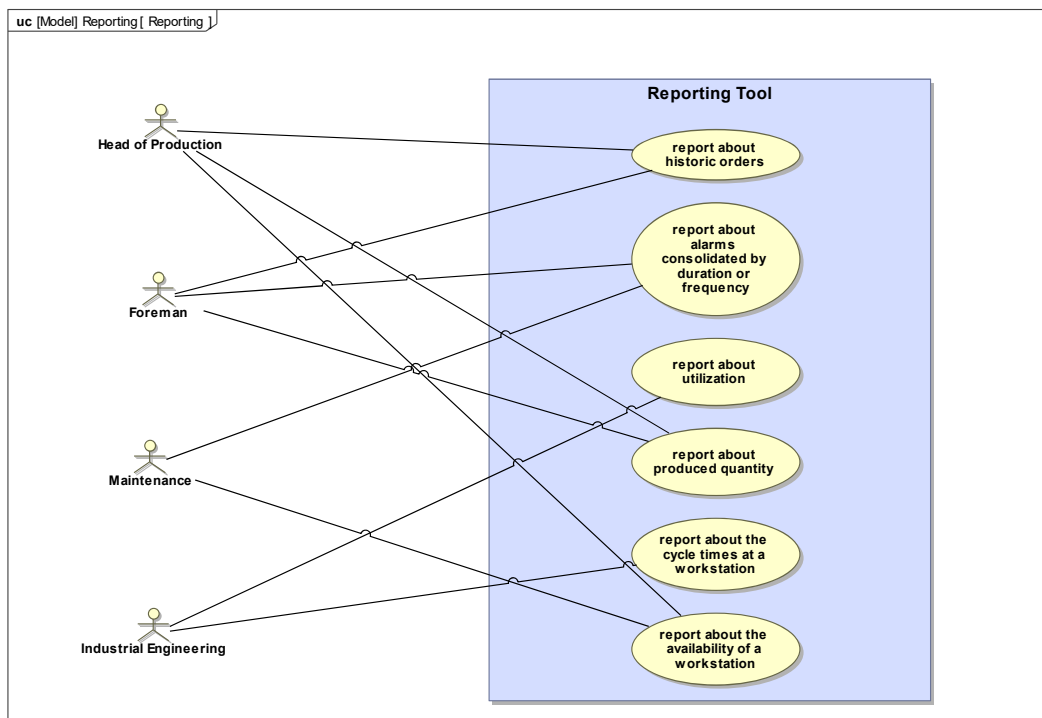 uc [Model] Reporting [ Reporting ]
Reporting Tool
Head of Production
Foreman
Maintenance
Industrial Engineering
report about
historic orders
report about
alarms
consolidated by
duration or
frequency
report about
utilization
report about
produced quantity
report about the
cycle times at a
workstation
report about the
availability of a
workstation